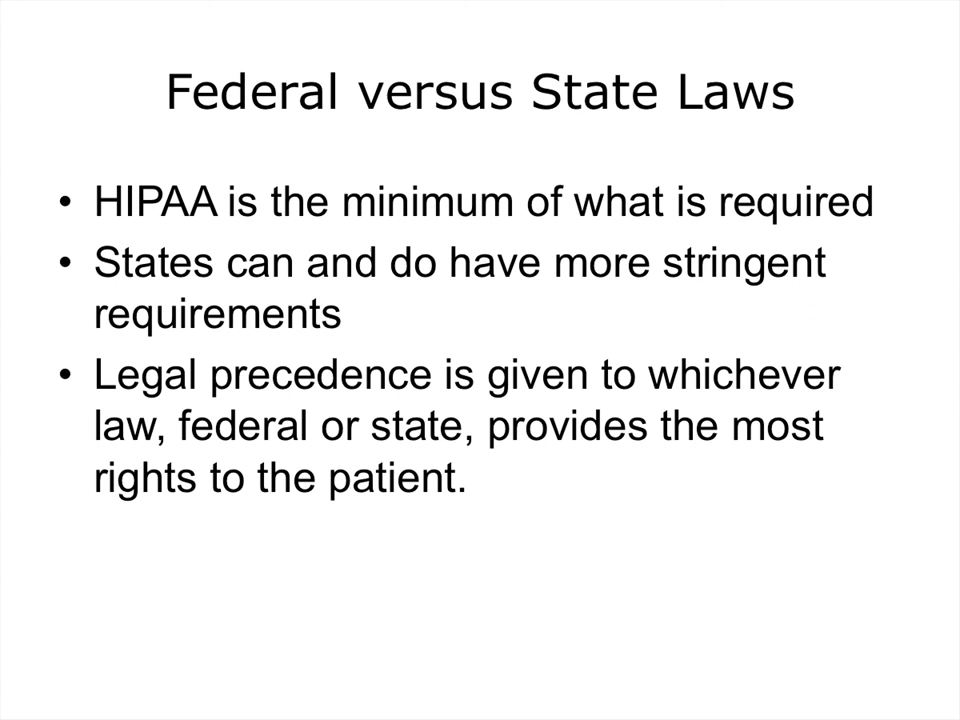 Federal versus State Laws
• HIPAA is the minimum of what is required
• States can and do have more stringent
requirements
• Legal precedence is given to whichever
law, federal or state, provides the most
rights to the patient.